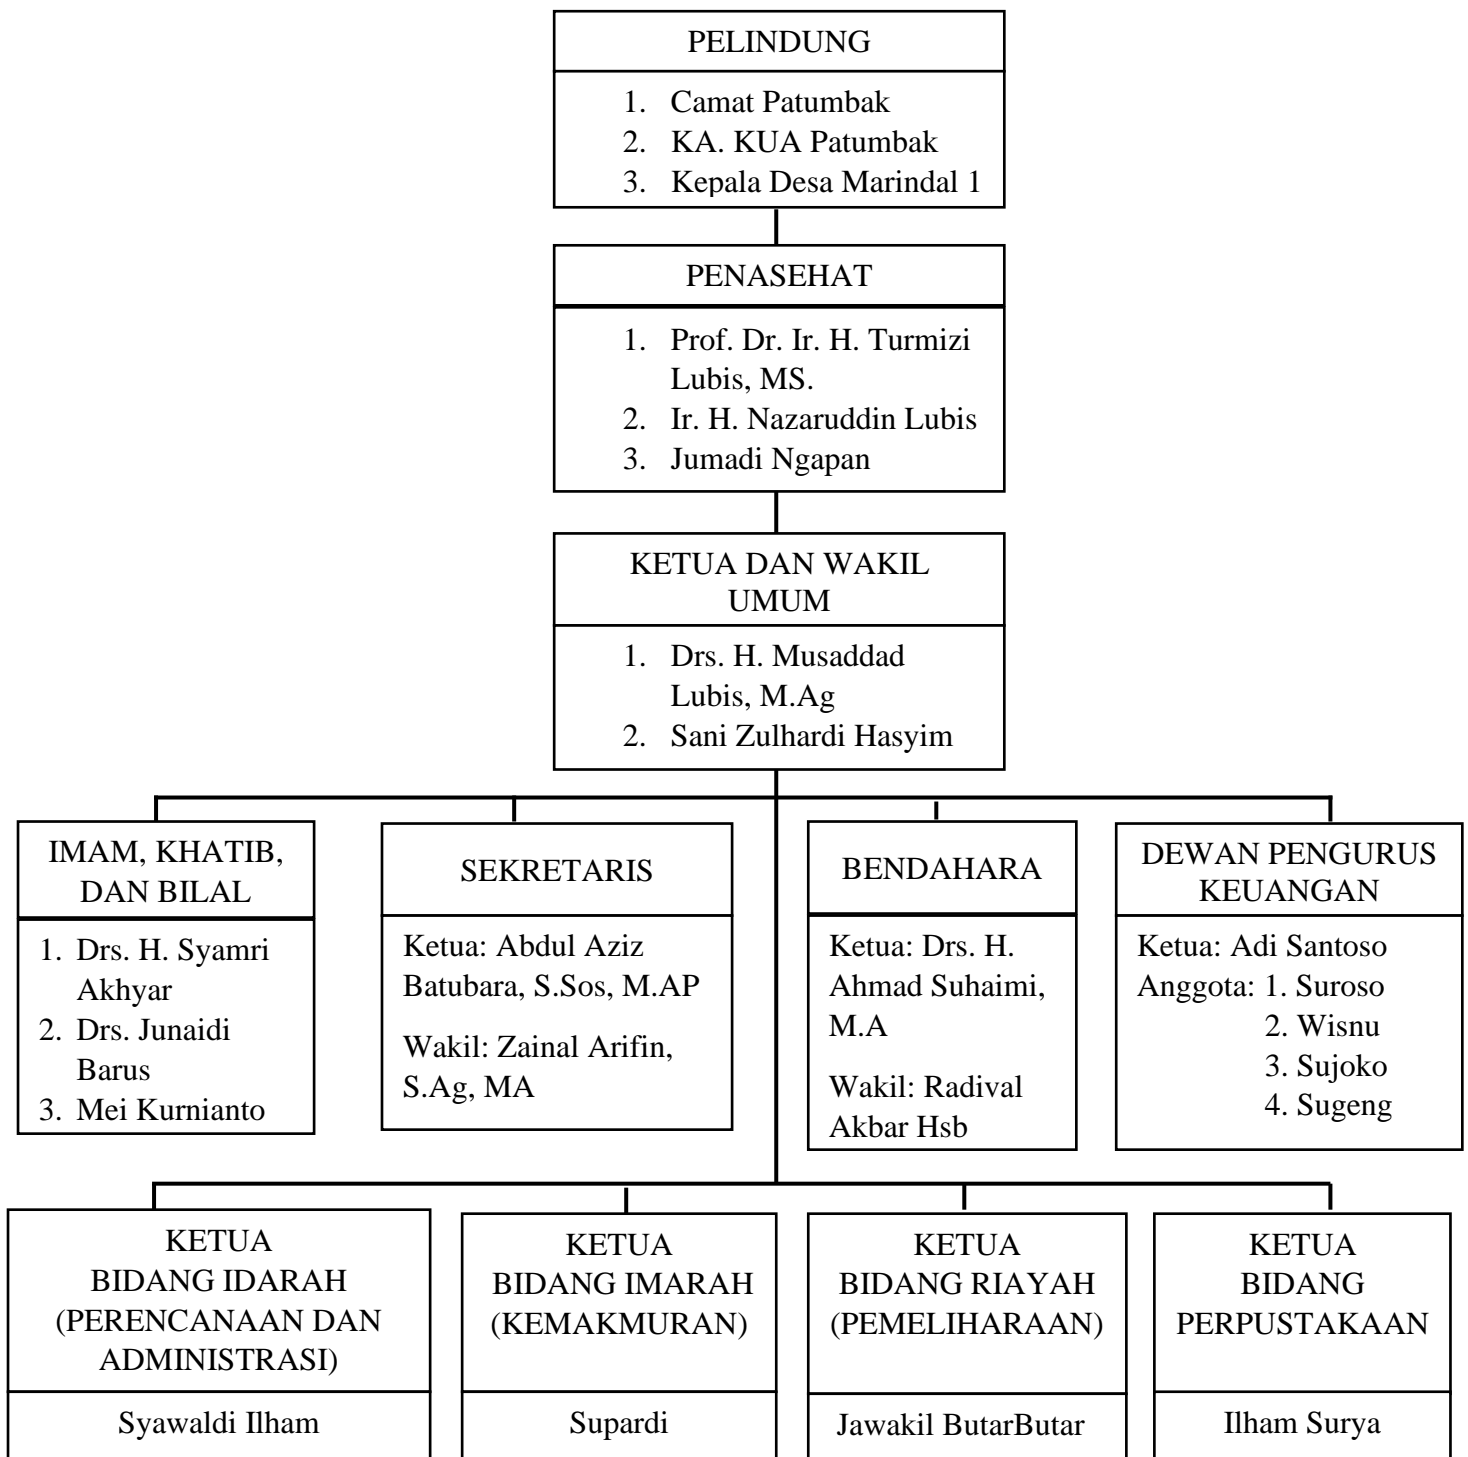 PELINDUNG
1. Camat Patumbak
2. KA. KUA Patumbak
3. Kepala Desa Marindal 1
PENASEHAT
1. Prof. Dr. Ir. H. Turmizi
Lubis, MS.
2. Ir. H. Nazaruddin Lubis
3. Jumadi Ngapan
KETUA DAN WAKIL
UMUM
1. Drs. H. Musaddad
Lubis, M.Ag
2. Sani Zulhardi Hasyim
IMAM, KHATIB,
DAN BILAL
1. Drs. H. Syamri
Akhyar
2. Drs. Junaidi
Barus
3. Mei Kurnianto
SEKRETARIS
Ketua: Abdul Aziz
Batubara, S.Sos, M.AP
Wakil: Zainal Arifin,
S.Ag, MA
BENDAHARA
Ketua: Drs. H.
Ahmad Suhaimi,
M.A
Wakil: Radival
Akbar Hsb
DEWAN PENGURUS
KEUANGAN
Ketua: Adi Santoso
Anggota: 1. Suroso
2. Wisnu
3. Sujoko
4. Sugeng
KETUA
BIDANG IDARAH
(PERENCANAAN DAN
ADMINISTRASI)
Syawaldi Ilham
KETUA
BIDANG IMARAH
(KEMAKMURAN)
Supardi
KETUA
BIDANG RIAYAH
(PEMELIHARAAN)
Jawakil ButarButar
KETUA
BIDANG
PERPUSTAKAAN
Ilham Surya